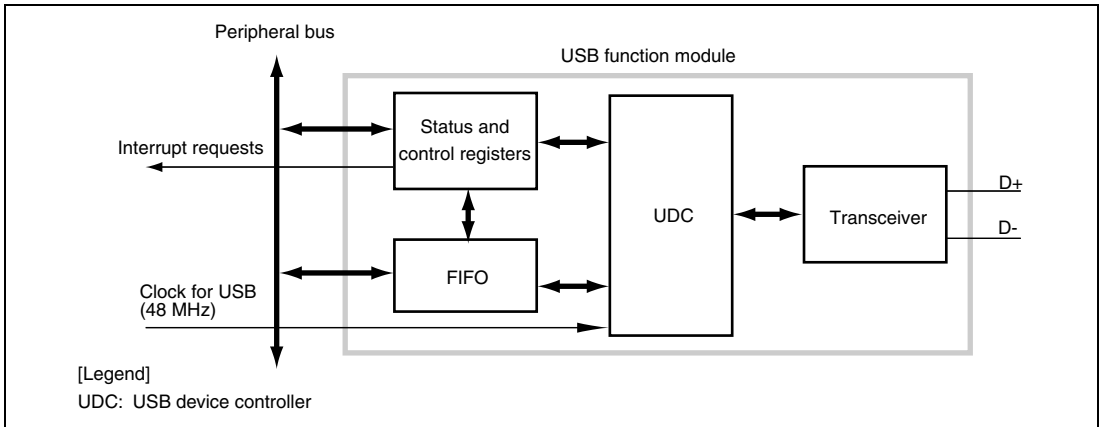 Peripheral bus
USB function module
Status and
control registers
Interrupt requests
UDC
Transceiver
D+
D-
FIFO
Clock for USB
(48 MHz)
[Legend]
UDC: USB device controller